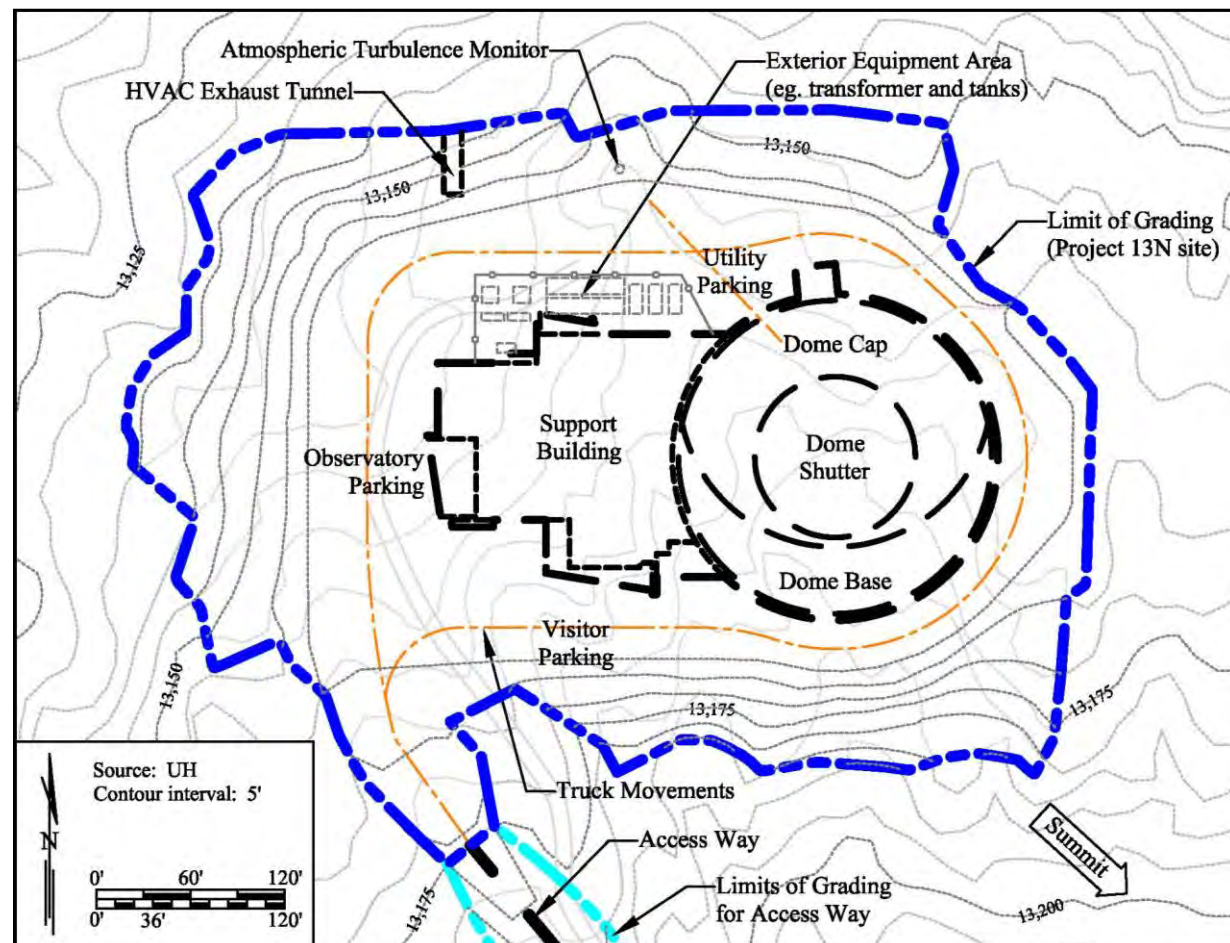 Atmospheric Turbulence Monitor
HVAC Exhaust Tunnel
Exterior Equipment Area
(eg. transformer and tanks)
13,150
13,150
13,125
Limit of Grading
(Project 13N site)
Utility
Parking
Dome Cap
Support
Building
Dome
Shutter
Observatory
Parking
Dome Base
Visitor
Parking
13,150
13,175
13,175
Truck Movements
Access Way
Limits of Grading
for Access Way
13,175
Summit
13,200
Source: UH
Contour interval: 5'
N
0' 60' 120'
0' 36' 120'